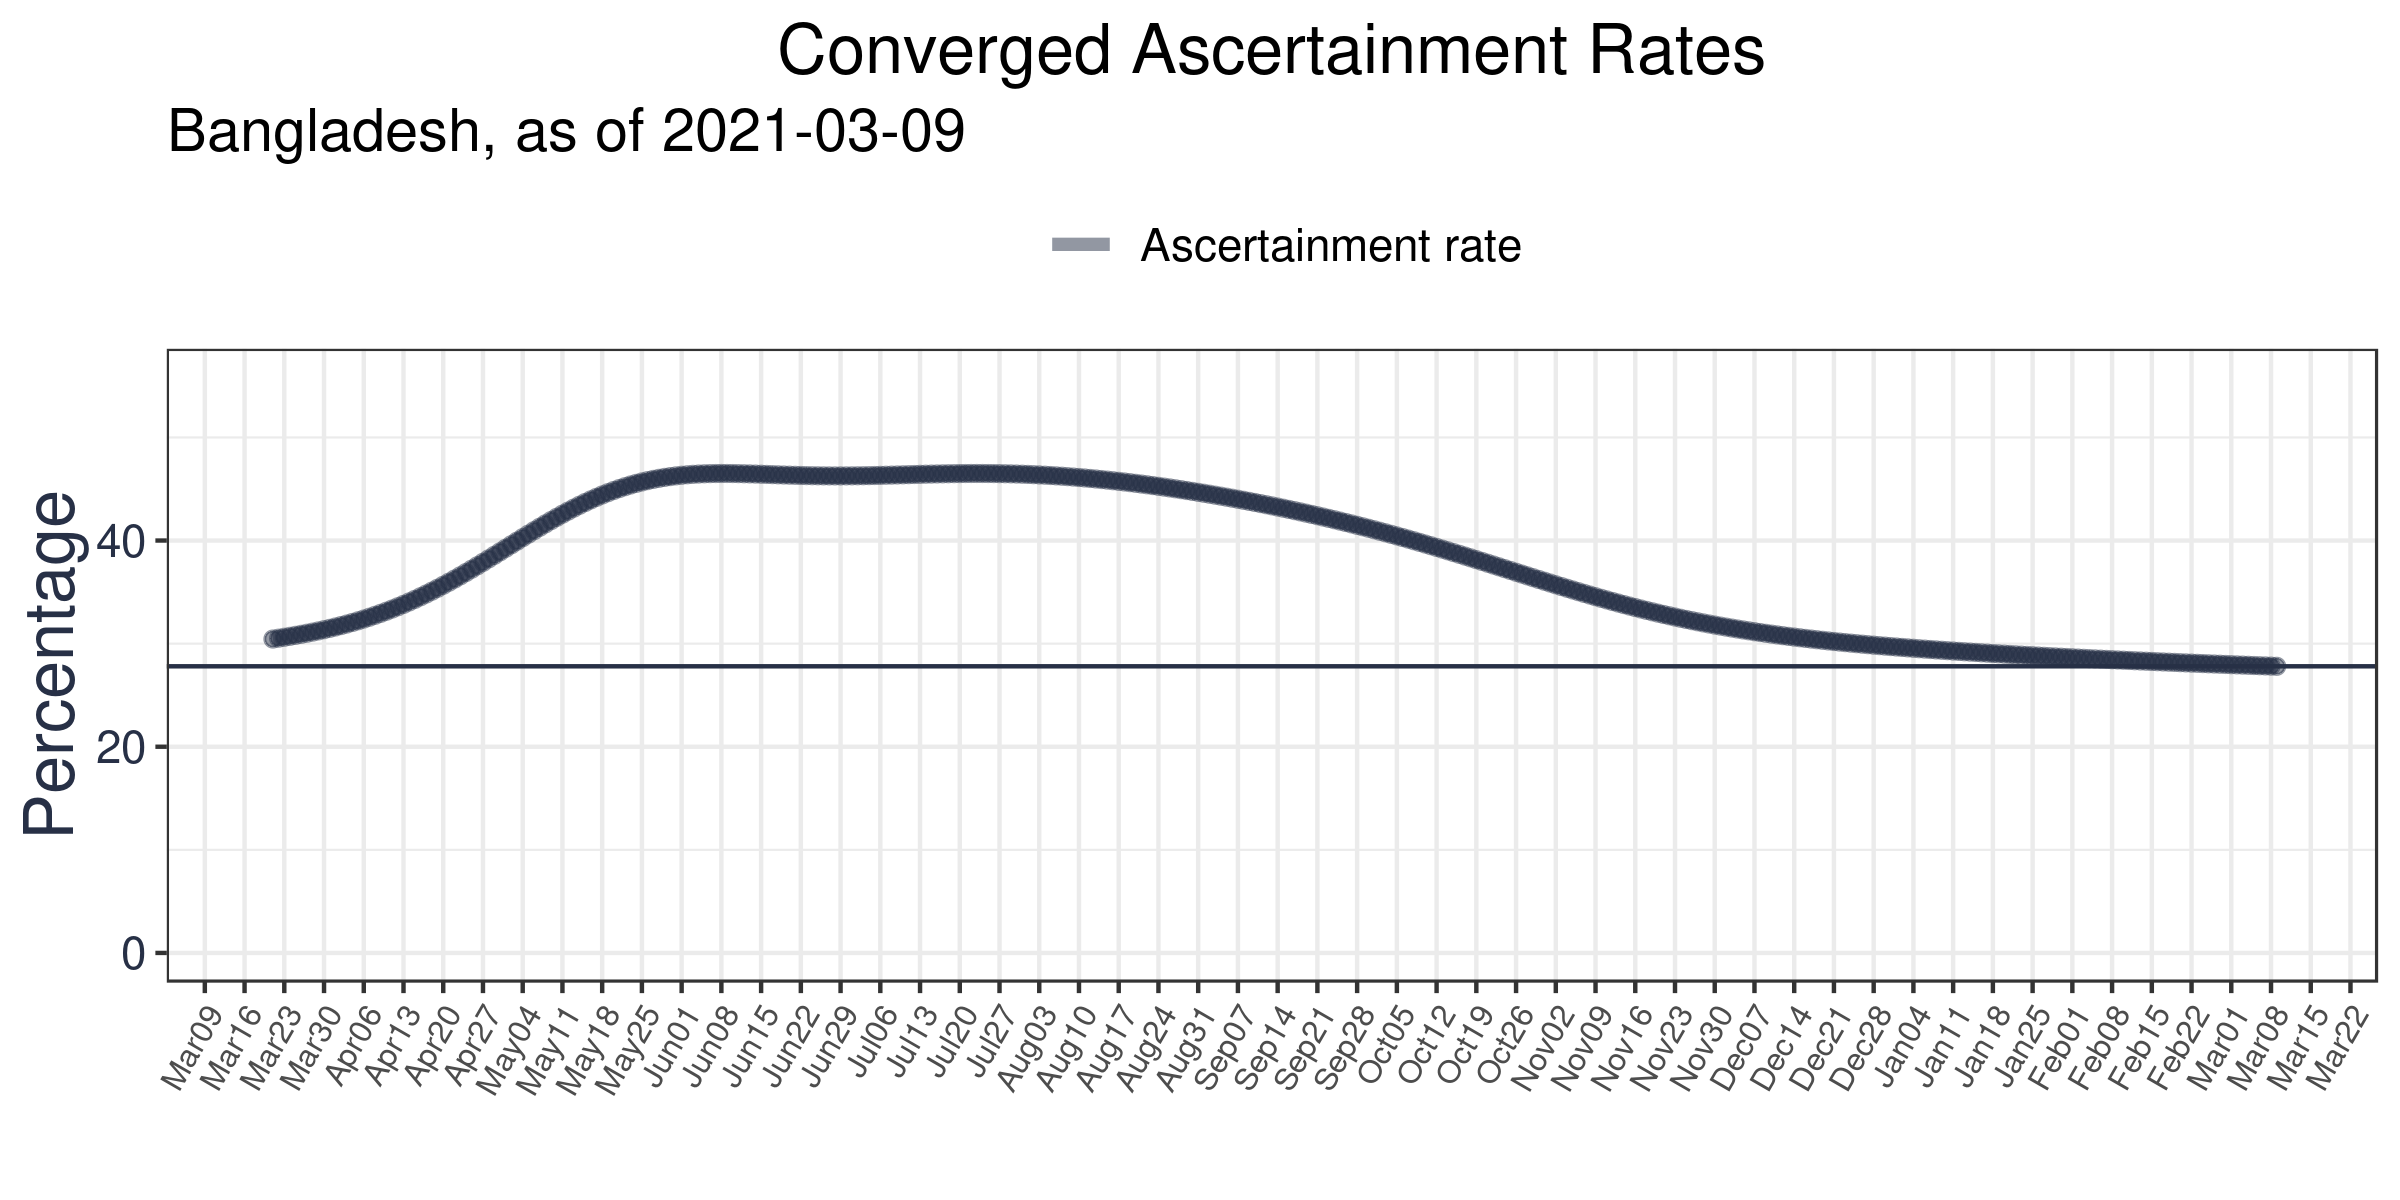 Converged Ascertainment Rates
Bangladesh, as of 2021-03-09
Ascertainment rate
Percentage
40
20
0
Mar09
Mar16
Mar23
Mar30
Apr06
Apr13
Apr20
Apr27
May04
May11
May18
May25
Jun01
Jun08
Jun15
Jun22
Jun29
Jul06
Jul13
Jul20
Jul27
Aug03
Aug10
Aug17
Aug24
Aug31
Sep07
Sep14
Sep21
Sep28
Oct05
Oct12
Oct19
Oct26
Nov02
Nov09
Nov16
Nov23
Nov30
Dec07
Dec14
Dec21
Dec28
Jan04
Jan11
Jan18
Jan25
Feb01
Feb08
Feb15
Feb22
Mar01
Mar08
Mar15
Mar22